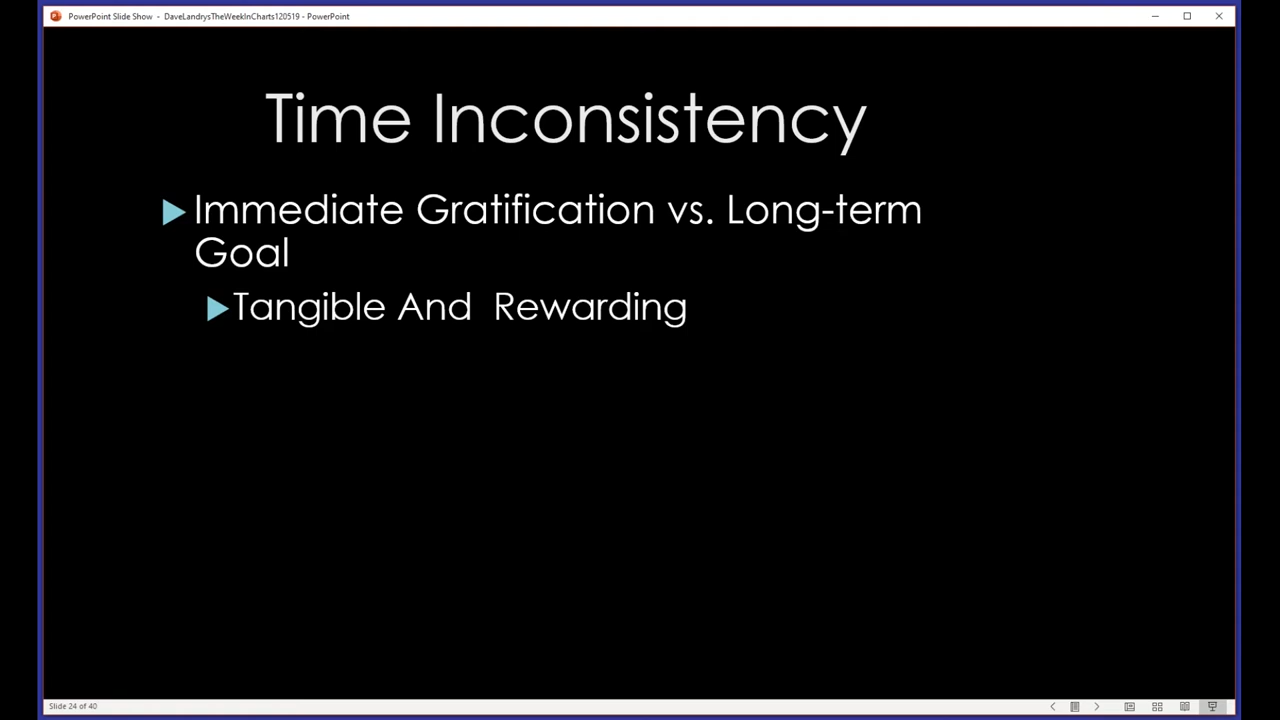 PowerPoint Slide Show - DaveLandrysTheWeekInCharts120519 - PowerPoint
Time Inconsistency
Immediate Gratification vs. Long-term
Goal
Tangible And  Rewarding
Slide 24 of 40